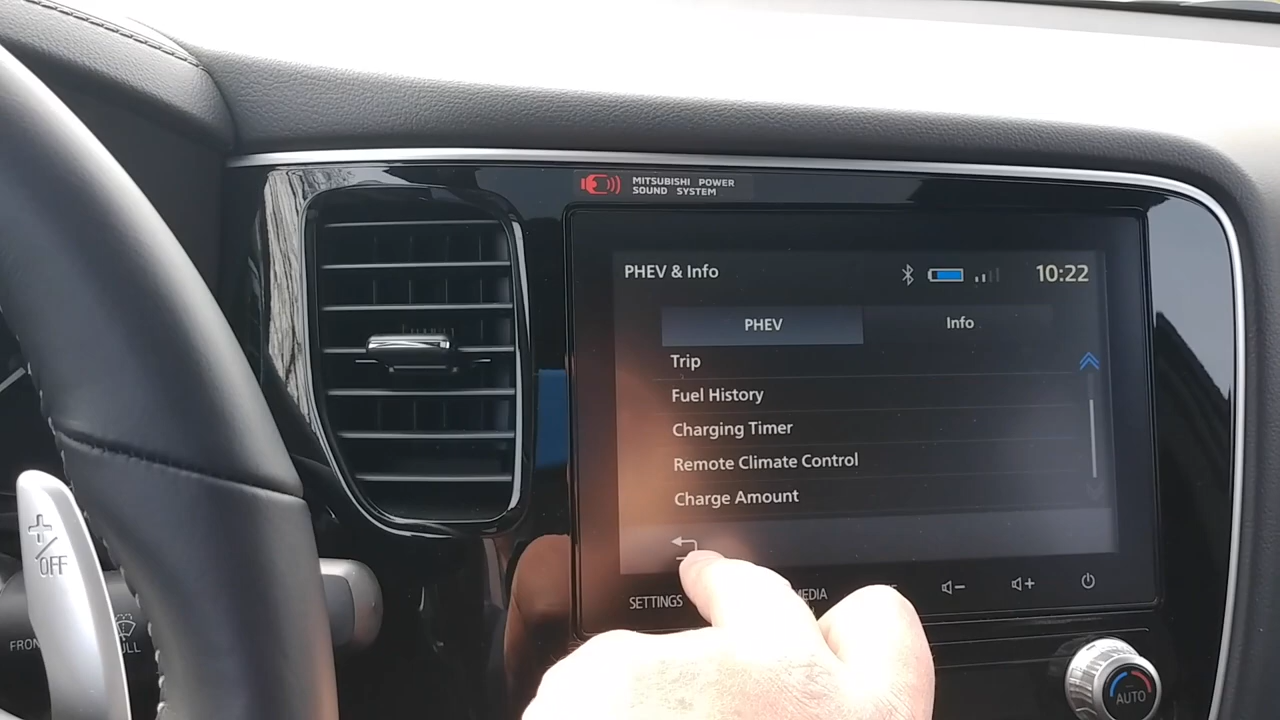 MITSUBISHI POWER
SOUND SYSTEM
PHEV & Info
10:22
PHEV
Info
Trip
Fuel History
Charging Timer
Remote Climate Control
Charge Amount
SETTINGS
MEDIA
+
/OFF
AUTO